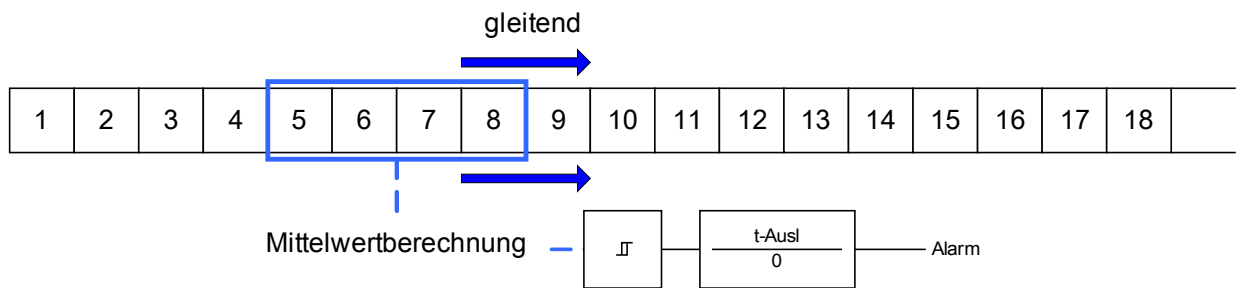 gleitend
1 2 3 4 5 6 7 8 9 10 11 12 13 14 15 16 17 18
Mittelwertberechnung
t-Ausl
0
Alarm